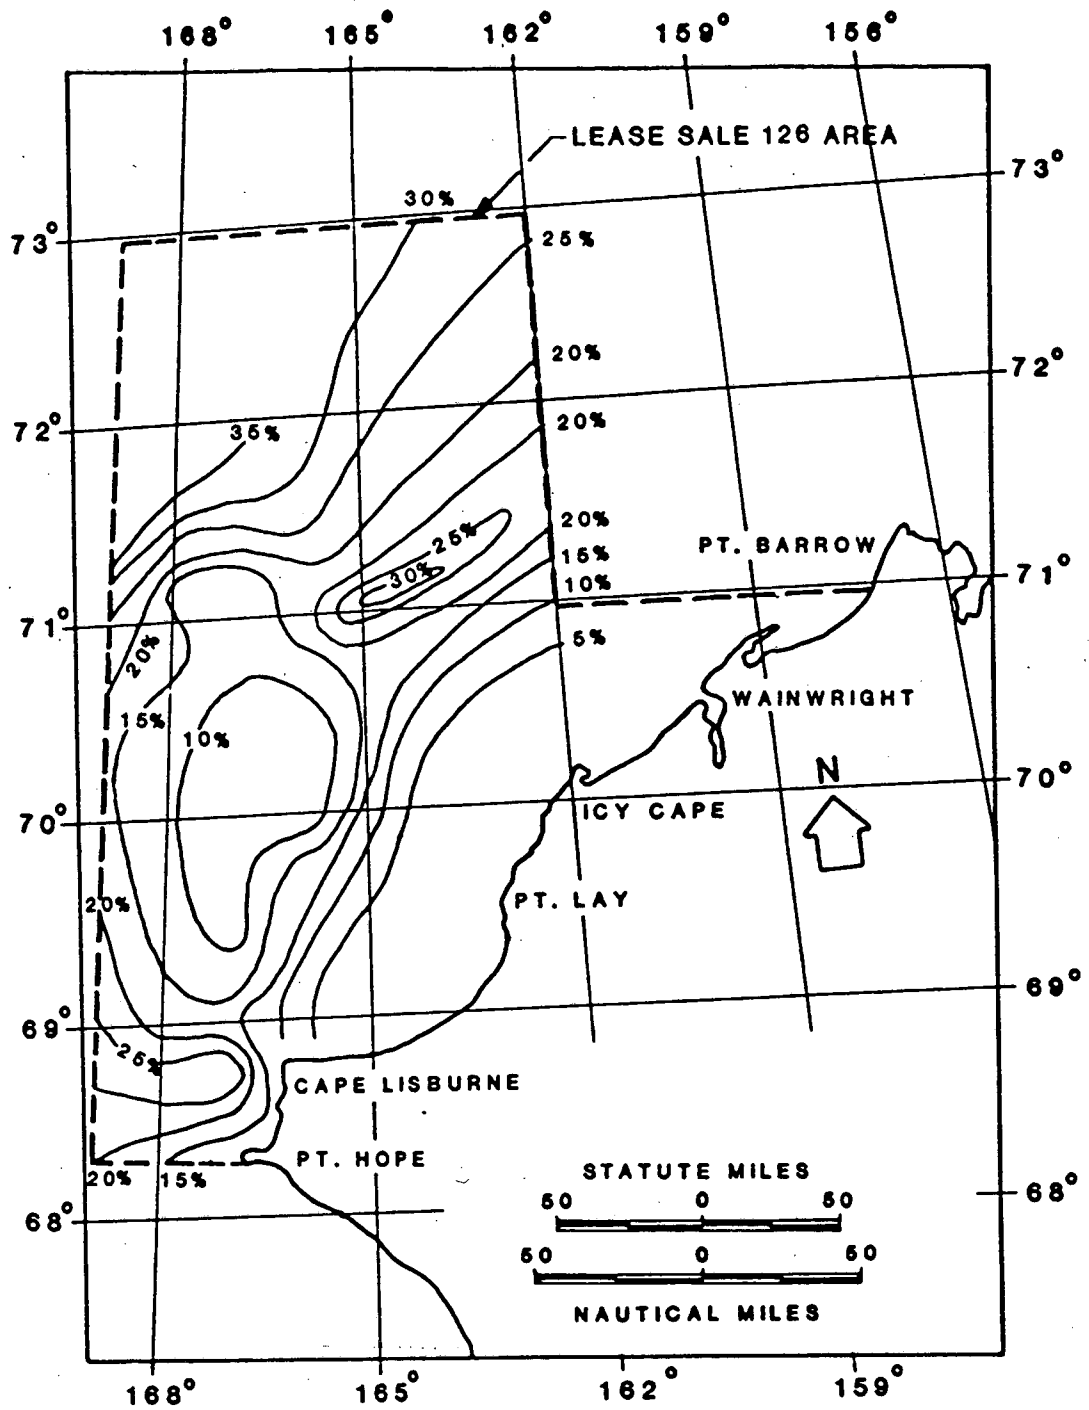 168° 165° 162° 159° 156°
LEASE SALE 126 AREA
73°
30%
73°
25%
20%
72°
35%
72°
20%
25%
20%
PT. BARROW
15%
30%
10%
71°
71°
5%
20%
WAINWRIGHT
15%
10%
N
70°
ICY CAPE
70°
20%
PT. LAY
69°
69°
25%
CAPE LISBURNE
PT. HOPE
20% 15%
STATUTE MILES
68°
50 0 50
68°
50 0 50
NAUTICAL MILES
168° 165° 162° 159°